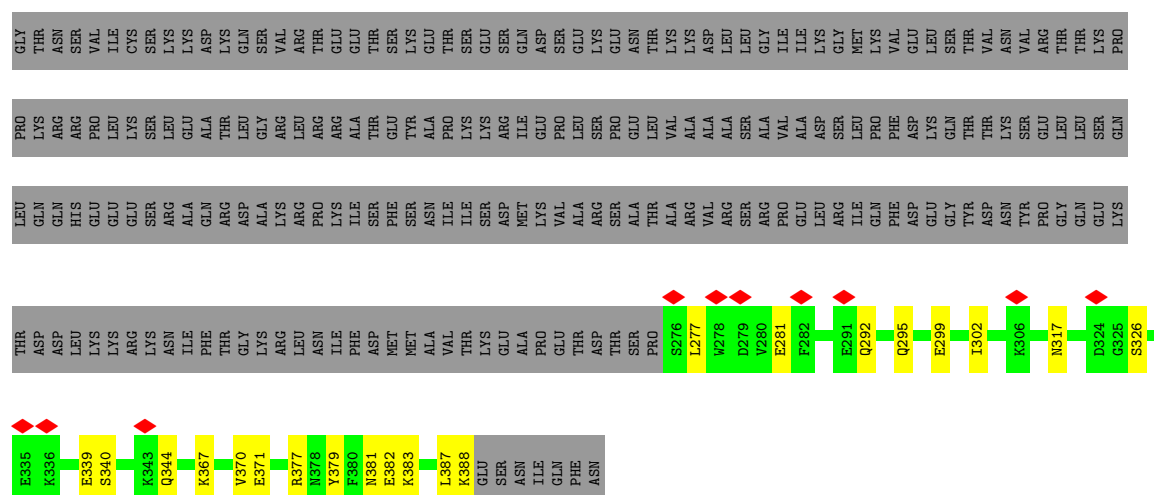 GLY THR ASN SER VAL ILE CYS SER LYS LYS ASP LYS GLN SER VAL ARG THR GLU GLU THR SER LYS GLU THR SER GLU SER GLN ASP SER GLU LYS GLU ASN THR LYS LYS ASP LEU LEU GLY ILE ILE LYS GLY MET LYS VAL GLU LEU SER THR VAL ASN VAL ARG THR THR LYS PRO
PRO LYS ARG ARG PRO LEU LYS SER LEU GLU ALA THR LEU GLY ARG LEU ARG ARG ALA THR GLU TYR ALA PRO LYS LYS ARG ILE GLU PRO LEU SER PRO GLU LEU VAL ALA ALA ALA SER ALA VAL ALA ASP SER LEU PRO PHE ASP LYS GLN THR THR LYS SER GLU LEU LEU SER GLN
LEU GLN GLN HIS GLU GLU GLU SER ARG ALA GLN ARG ASP ALA LYS ARG PRO LYS ILE SER PHE SER ASN ILE ILE SER ASP MET LYS VAL ALA ARG SER ALA THR ALA ARG VAL ARG SER ARG PRO GLU LEU ARG ILE GLN PHE ASP GLU GLY TYR ASP ASN TYR PRO GLY GLN GLU LYS
THR ASP ASP LEU LYS LYS ARG LYS ASN ILE PHE THR GLY LYS ARG LEU ASN ILE PHE ASP MET MET ALA VAL THR LYS GLU ALA PRO GLU THR ASP THR SER PRO S276 L277 W278 D279 V280 E281 F282 E291 Q292 Q295 E299 I302 K306 N317 D324 G325 S326
E335 K336 E339 S340 K343 Q344 K367 V370 E371 R377 N378 Y379 F380 N381 E382 K383 L387 K388 GLU SER ASN ILE GLN PHE ASN